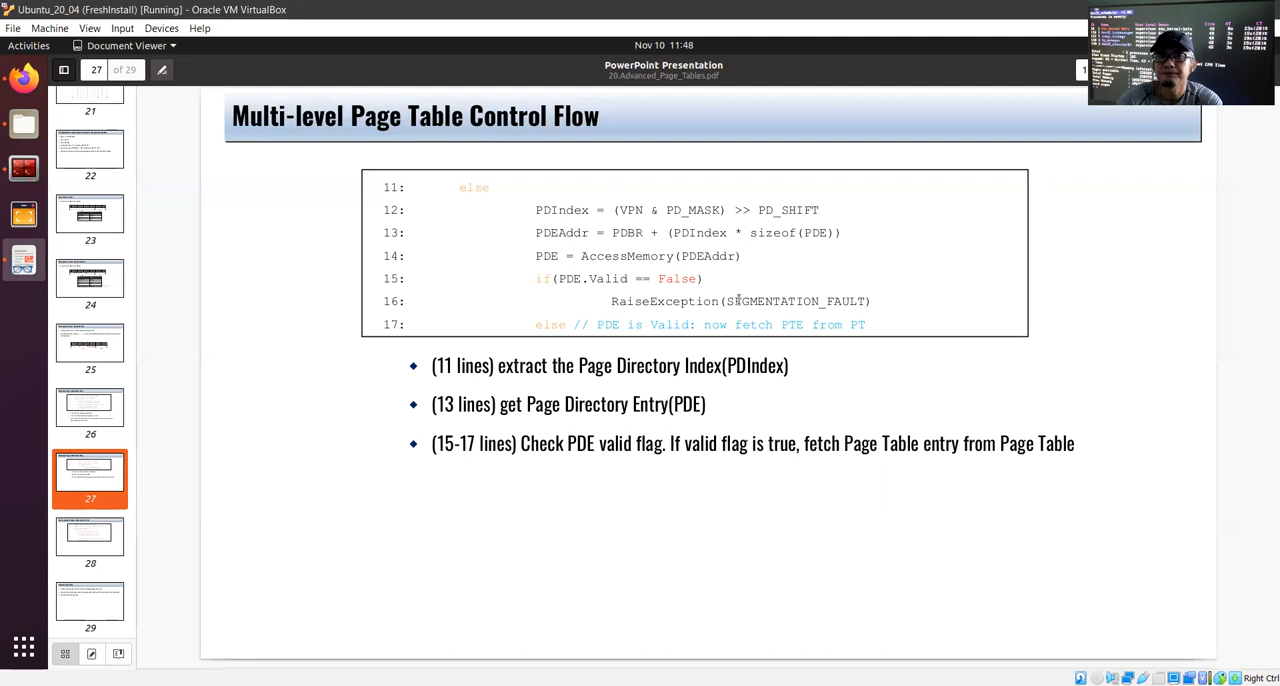 Ubuntu_20_04 (FreshInstall) [Running] - Oracle VM VirtualBox
File Machine View Input Devices Help
Activities Document Viewer Nov 10 11:48
27 of 29
PowerPoint Presentation
20.Advanced_Page_Tables.pdf
1
21
22
23
24
25
26
27
28
29
Multi-level Page Table Control Flow
11: else
12: PDIndex = (VPN & PD_MASK) >> PD_SHIFT
13: PDEAddr = PDBR + (PDIndex * sizeof(PDE))
14: PDE = AccessMemory(PDEAddr)
15: if(PDE.Valid == False)
16: RaiseException(SEGMENTATION_FAULT)
17: else // PDE is Valid: now fetch PTE from PT
(11 lines) extract the Page Directory Index(PDIndex)
(13 lines) get Page Directory Entry(PDE)
(15-17 lines) Check PDE valid flag. If valid flag is true, fetch Page Table entry from Page Table
Right Ctrl